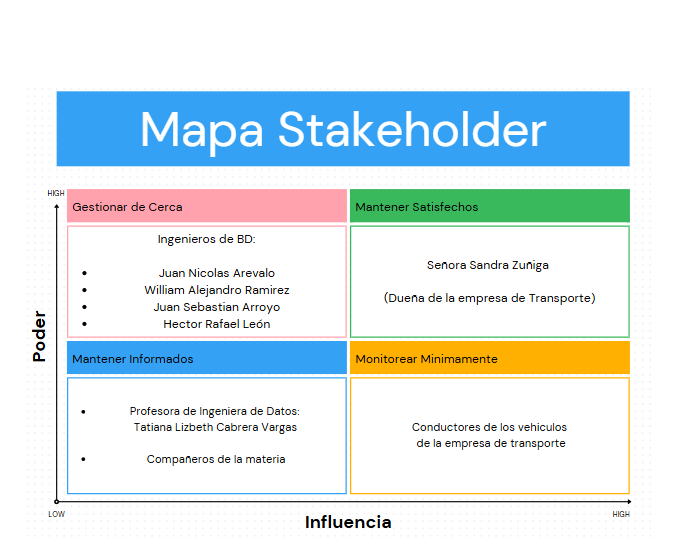 Mapa Stakeholder
HIGH
Gestionar de Cerca
Mantener Satisfechos
Ingenieros de BD:
• Juan Nicolas Arevalo
• William Alejandro Ramirez
• Juan Sebastian Arroyo
• Hector Rafael León
Señora Sandra Zuñiga
(Dueña de la empresa de Transporte)
Poder
Mantener Informados
Monitorear Minimamente
• Profesora de Ingeniera de Datos:
Tatiana Lizbeth Cabrera Vargas
• Compañeros de la materia
Conductores de los vehiculos
de la empresa de transporte
LOW
Influencia
HIGH